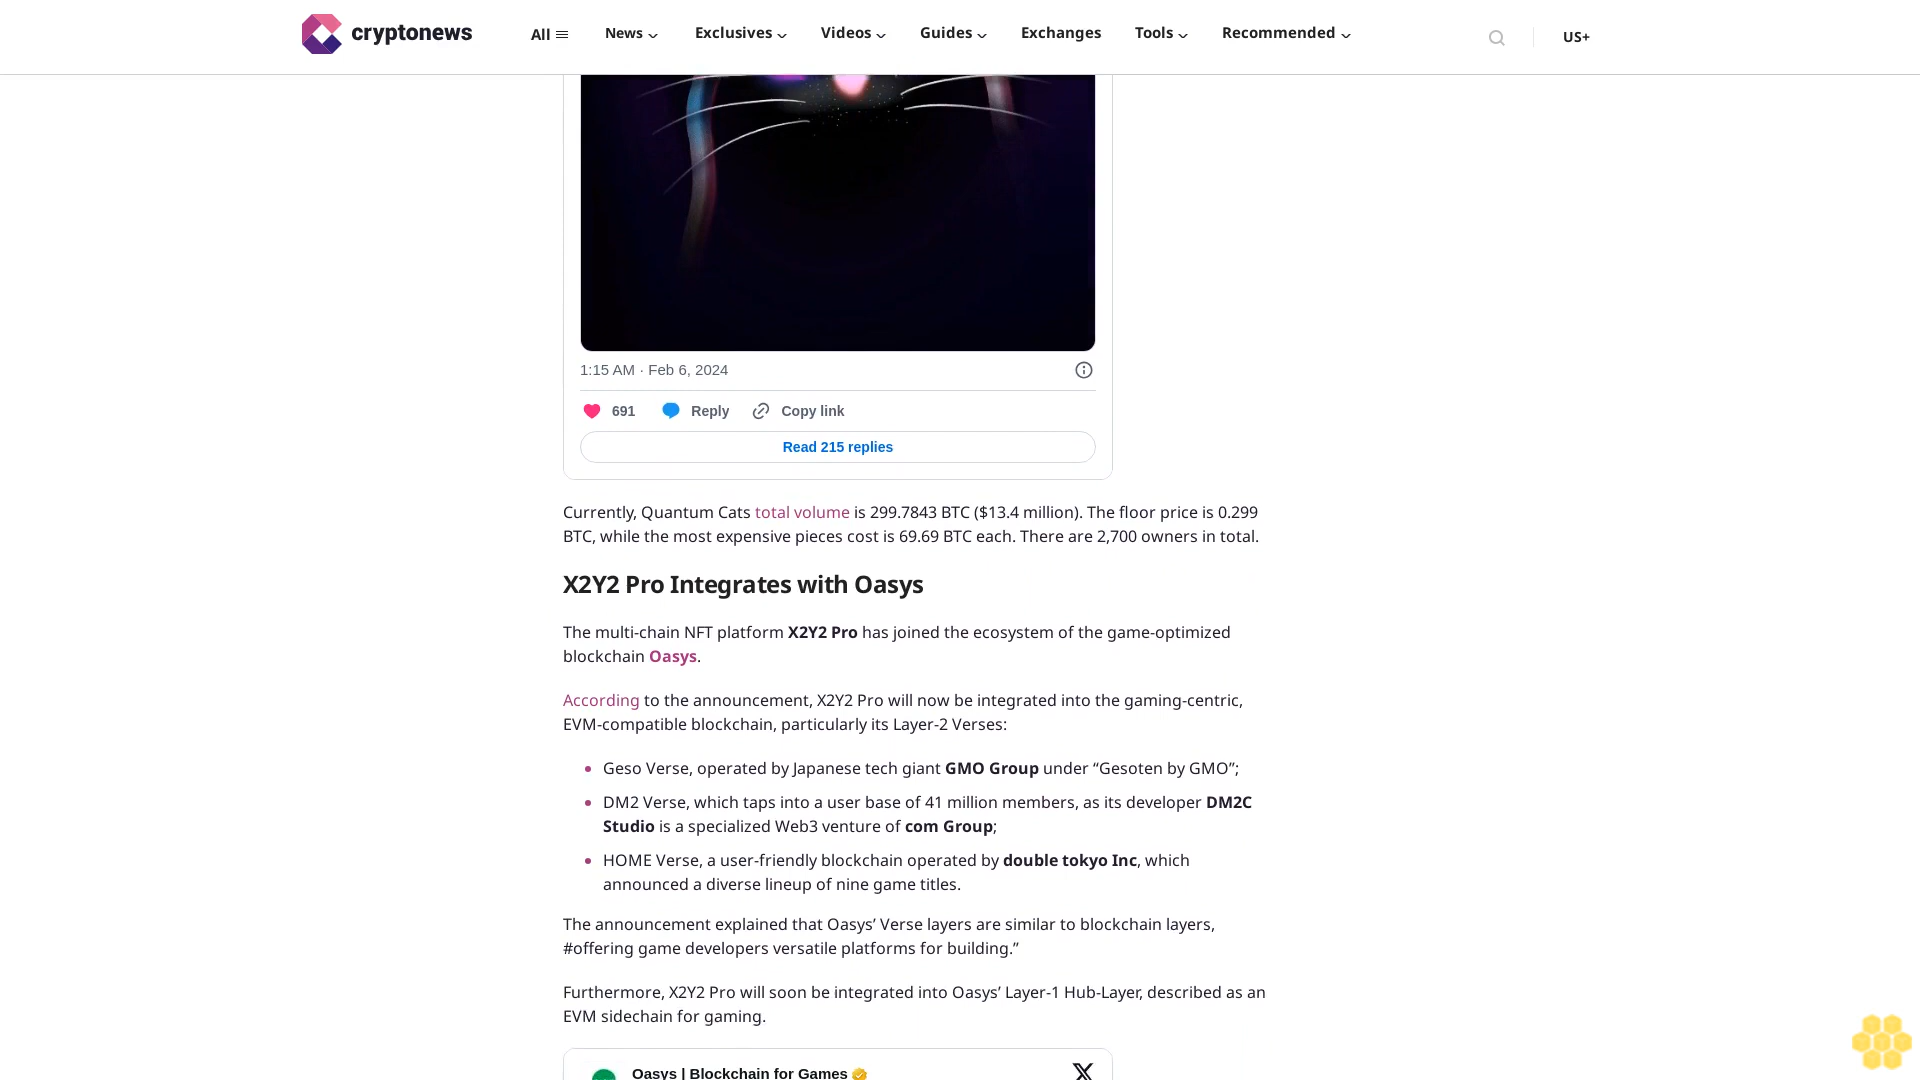 cryptonews
All
News
Exclusives
Videos
Guides
Exchanges
Tools
Recommended
US+
1:15 AM · Feb 6, 2024
691
Reply
Copy link
Read 215 replies
Currently, Quantum Cats total volume is 299.7843 BTC ($13.4 million). The floor price is 0.299
BTC, while the most expensive pieces cost is 69.69 BTC each. There are 2,700 owners in total.
X2Y2 Pro Integrates with Oasys
The multi-chain NFT platform X2Y2 Pro has joined the ecosystem of the game-optimized
blockchain Oasys.
According to the announcement, X2Y2 Pro will now be integrated into the gaming-centric,
EVM-compatible blockchain, particularly its Layer-2 Verses:
Geso Verse, operated by Japanese tech giant GMO Group under “Gesoten by GMO”;
DM2 Verse, which taps into a user base of 41 million members, as its developer DM2C
Studio is a specialized Web3 venture of com Group;
HOME Verse, a user-friendly blockchain operated by double tokyo Inc, which
announced a diverse lineup of nine game titles.
The announcement explained that Oasys’ Verse layers are similar to blockchain layers,
#offering game developers versatile platforms for building.”
Furthermore, X2Y2 Pro will soon be integrated into Oasys’ Layer-1 Hub-Layer, described as an
EVM sidechain for gaming.
Oasys | Blockchain for Games